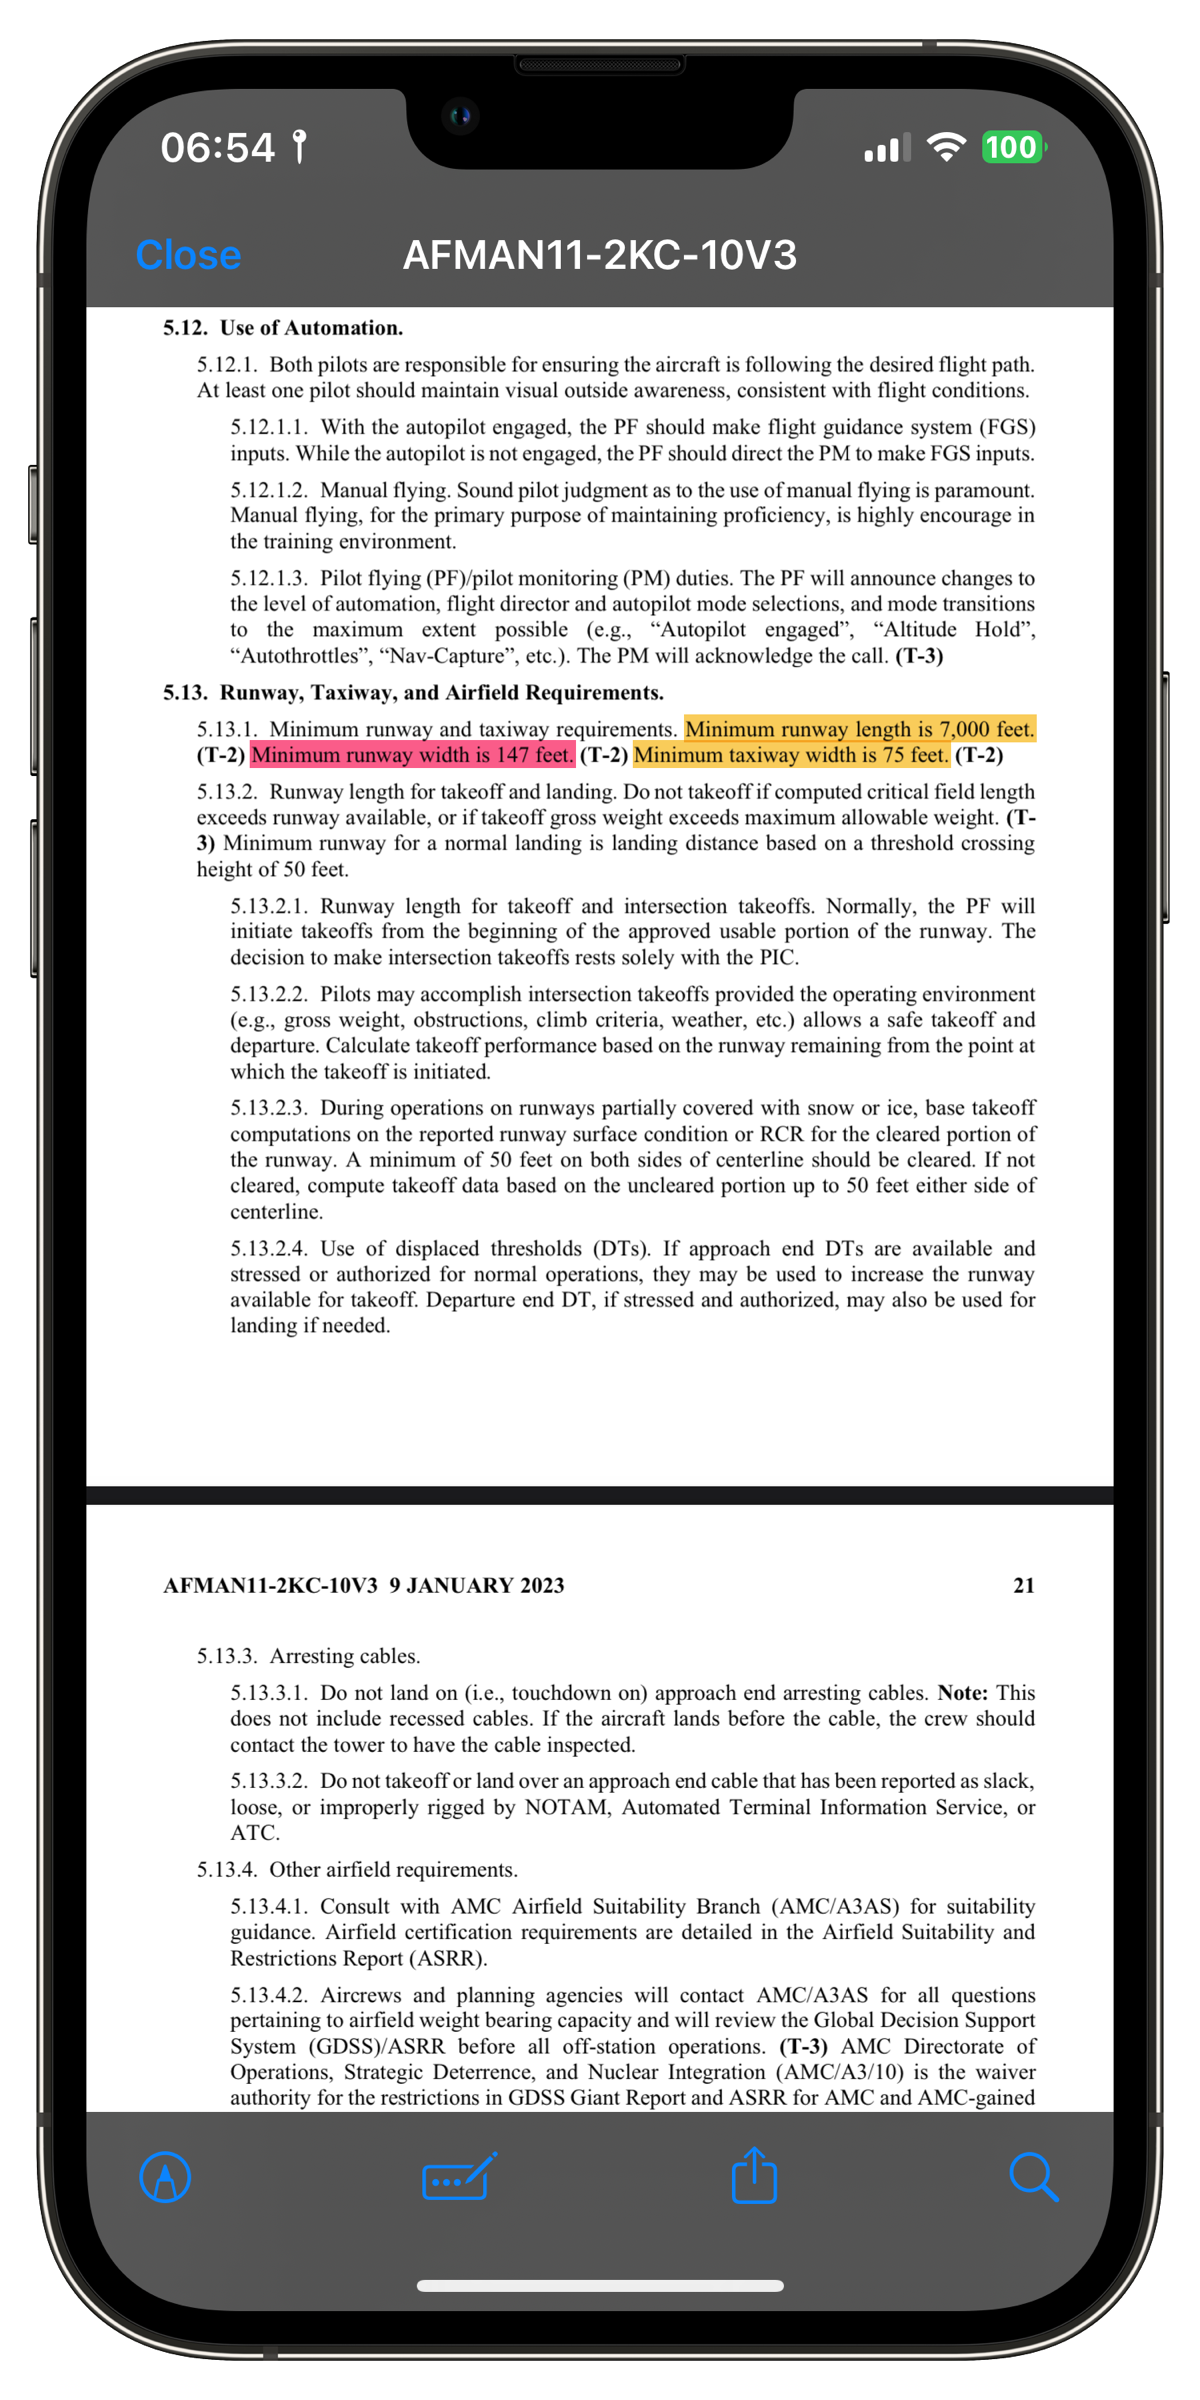 06:54
100
Close
AFMAN11-2KC-10V3
5.12. Use of Automation.
5.12.1. Both pilots are responsible for ensuring the aircraft is following the desired flight path.
At least one pilot should maintain visual outside awareness, consistent with flight conditions.
5.12.1.1. With the autopilot engaged, the PF should make flight guidance system (FGS)
inputs. While the autopilot is not engaged, the PF should direct the PM to make FGS inputs.
5.12.1.2. Manual flying. Sound pilot judgment as to the use of manual flying is paramount.
Manual flying, for the primary purpose of maintaining proficiency, is highly encourage in
the training environment.
5.12.1.3. Pilot flying (PF)/pilot monitoring (PM) duties. The PF will announce changes to
the level of automation, flight director and autopilot mode selections, and mode transitions
to the maximum extent possible (e.g., “Autopilot engaged”, “Altitude Hold”,
“Autothrottles”, “Nav-Capture”, etc.). The PM will acknowledge the call. (T-3)
5.13. Runway, Taxiway, and Airfield Requirements.
5.13.1. Minimum runway and taxiway requirements. Minimum runway length is 7,000 feet.
(T-2) Minimum runway width is 147 feet. (T-2) Minimum taxiway width is 75 feet. (T-2)
5.13.2. Runway length for takeoff and landing. Do not takeoff if computed critical field length
exceeds runway available, or if takeoff gross weight exceeds maximum allowable weight. (T-
3) Minimum runway for a normal landing is landing distance based on a threshold crossing
height of 50 feet.
5.13.2.1. Runway length for takeoff and intersection takeoffs. Normally, the PF will
initiate takeoffs from the beginning of the approved usable portion of the runway. The
decision to make intersection takeoffs rests solely with the PIC.
5.13.2.2. Pilots may accomplish intersection takeoffs provided the operating environment
(e.g., gross weight, obstructions, climb criteria, weather, etc.) allows a safe takeoff and
departure. Calculate takeoff performance based on the runway remaining from the point at
which the takeoff is initiated.
5.13.2.3. During operations on runways partially covered with snow or ice, base takeoff
computations on the reported runway surface condition or RCR for the cleared portion of
the runway. A minimum of 50 feet on both sides of centerline should be cleared. If not
cleared, compute takeoff data based on the uncleared portion up to 50 feet either side of
centerline.
5.13.2.4. Use of displaced thresholds (DTs). If approach end DTs are available and
stressed or authorized for normal operations, they may be used to increase the runway
available for takeoff. Departure end DT, if stressed and authorized, may also be used for
landing if needed.
AFMAN11-2KC-10V3 9 JANUARY 2023 21
5.13.3. Arresting cables.
5.13.3.1. Do not land on (i.e., touchdown on) approach end arresting cables. Note: This
does not include recessed cables. If the aircraft lands before the cable, the crew should
contact the tower to have the cable inspected.
5.13.3.2. Do not takeoff or land over an approach end cable that has been reported as slack,
loose, or improperly rigged by NOTAM, Automated Terminal Information Service, or
ATC.
5.13.4. Other airfield requirements.
5.13.4.1. Consult with AMC Airfield Suitability Branch (AMC/A3AS) for suitability
guidance. Airfield certification requirements are detailed in the Airfield Suitability and
Restrictions Report (ASRR).
5.13.4.2. Aircrews and planning agencies will contact AMC/A3AS for all questions
pertaining to airfield weight bearing capacity and will review the Global Decision Support
System (GDSS)/ASRR before all off-station operations. (T-3) AMC Directorate of
Operations, Strategic Deterrence, and Nuclear Integration (AMC/A3/10) is the waiver
authority for the restrictions in GDSS Giant Report and ASRR for AMC and AMC-gained